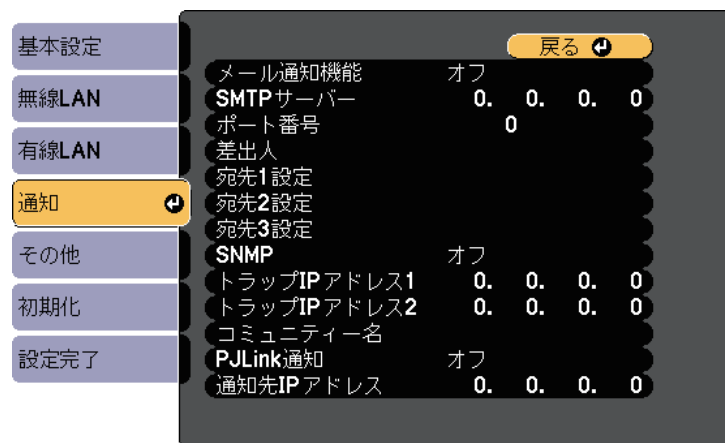 基本設定
無線LAN
有線LAN
通知
その他
初期化
設定完了
戻る
メール通知機能 オフ
SMTPサーバー 0. 0. 0. 0
ポート番号 0
差出人
宛先1設定
宛先2設定
宛先3設定
SNMP オフ
トラップIPアドレス1 0. 0. 0. 0
トラップIPアドレス2 0. 0. 0. 0
コミュニティー名
PJLink通知 オフ
通知先IPアドレス 0. 0. 0. 0